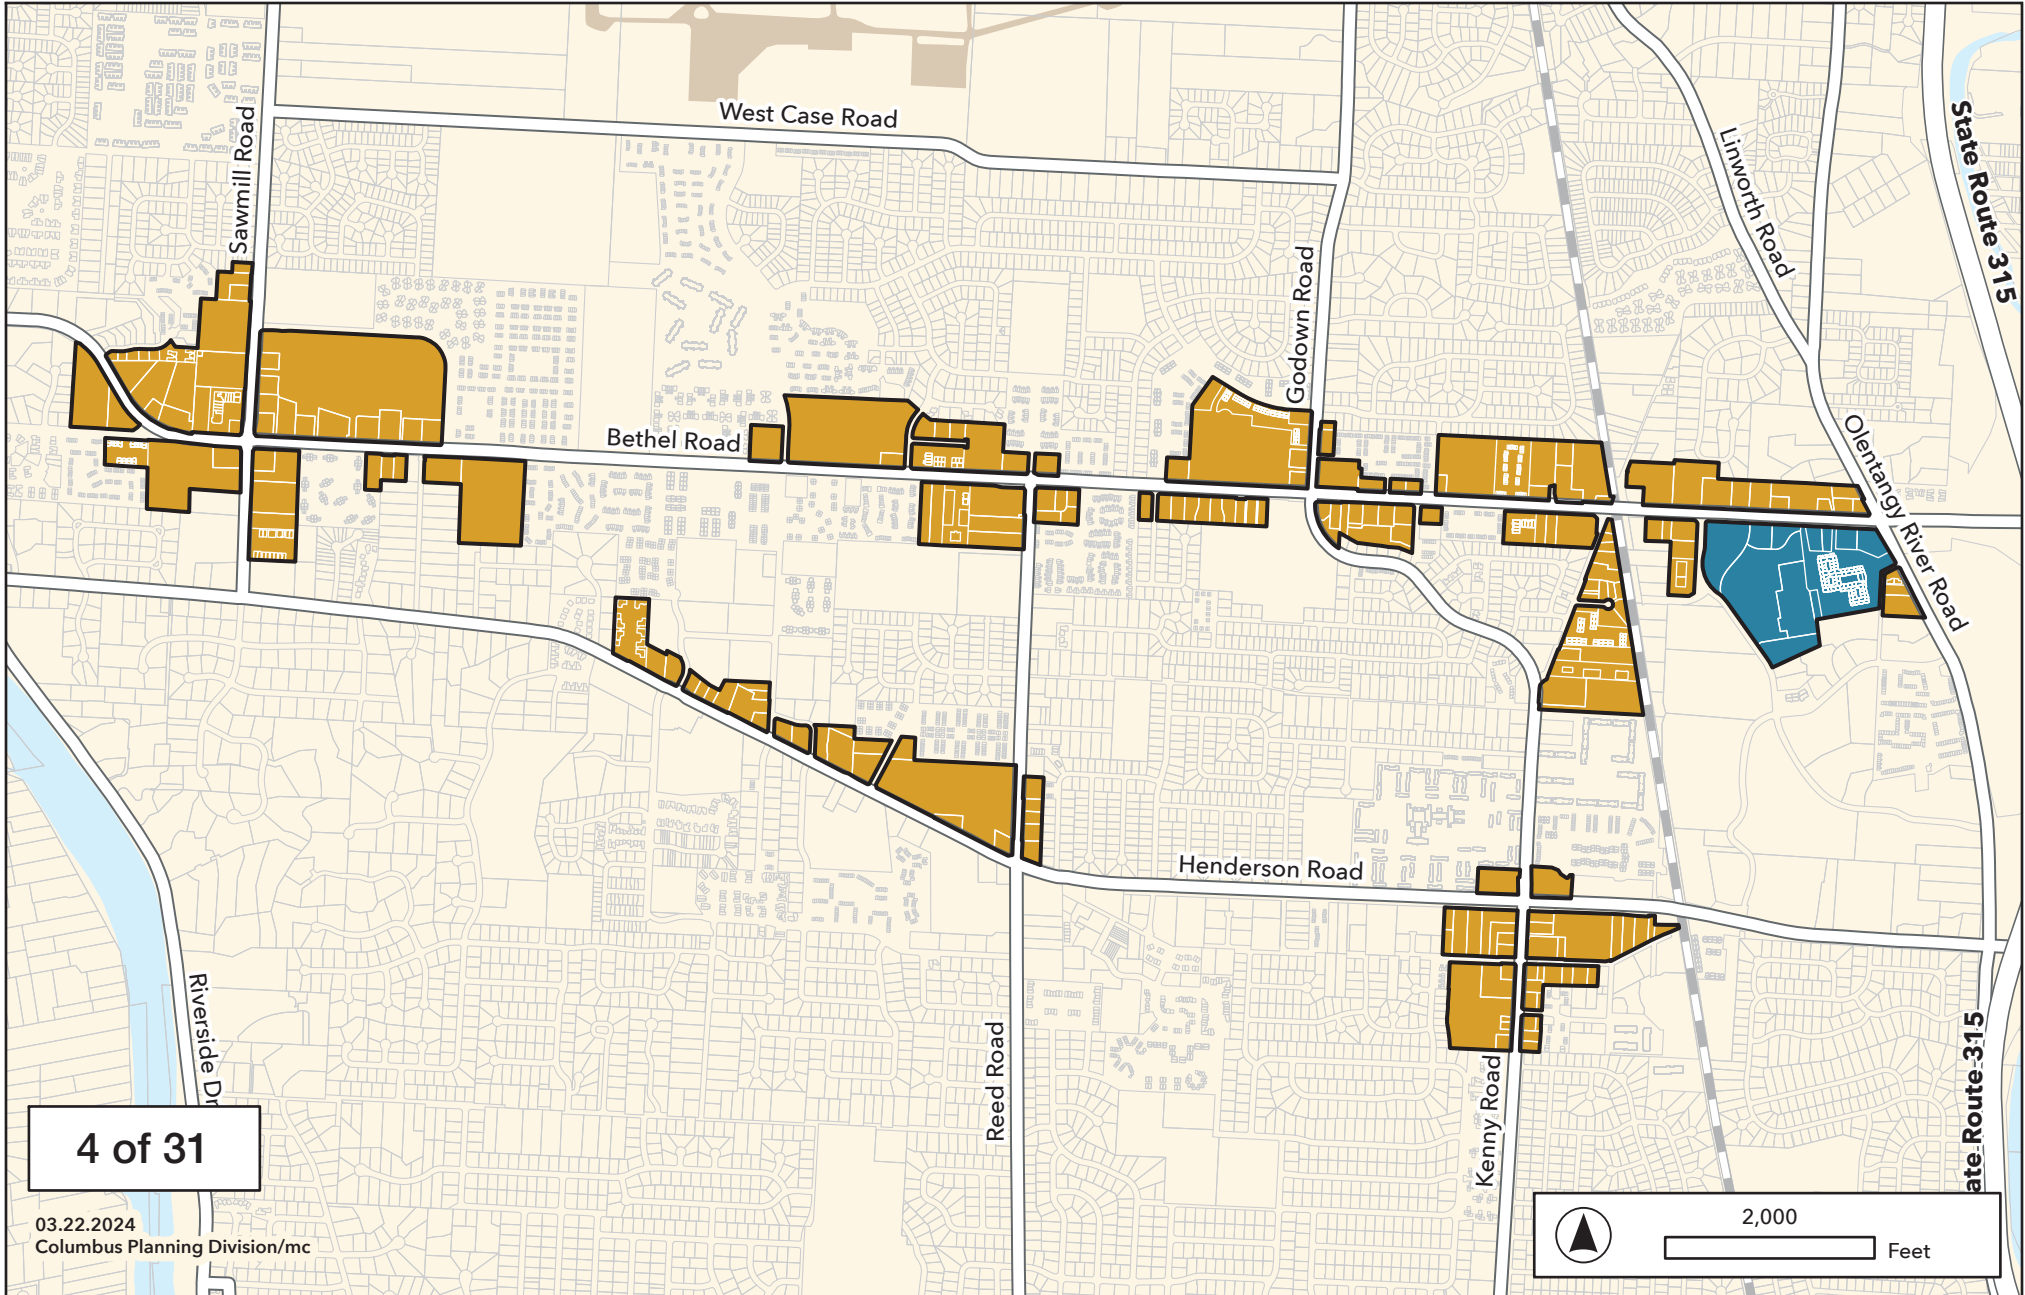 West Case Road
Sawmill Road
State Route 315
Linworth Road
Godown Road
Bethel Road
Olentangy River Road
Henderson Road
Riverside Dr
Reed Road
Kenny Road
ate Route 315
4 of 31
03.22.2024
Columbus Planning Division/mc
2,000
Feet